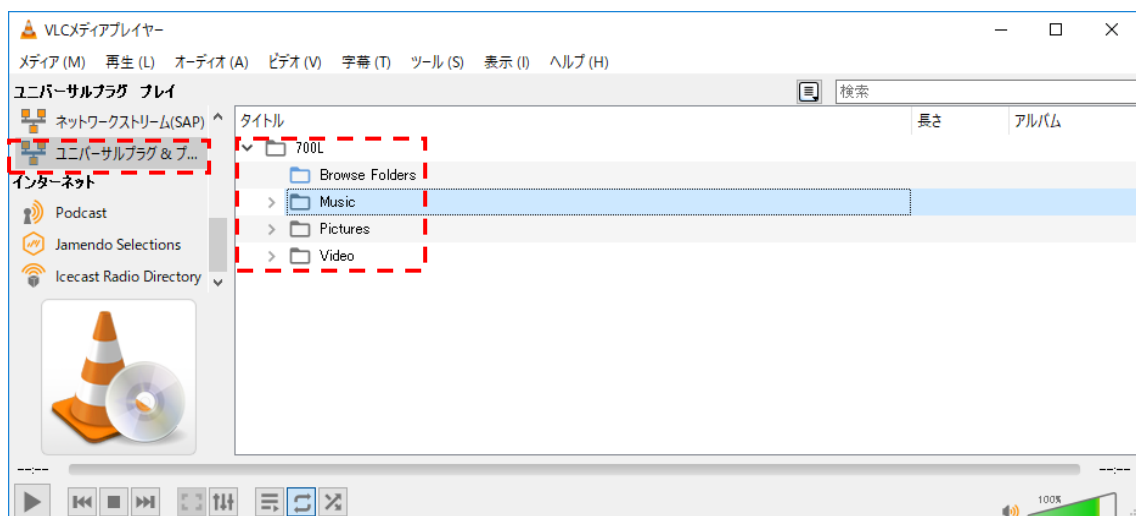 VLCメディアプレイヤー
メディア(M) 再生(L) オーディオ(A) ビデオ(V) 字幕(T) ツール(S) 表示(I) ヘルプ(H)
ユニバーサルプラグ プレイ
検索
ネットワークストリーム(SAP)
ユニバーサルプラグ & プ...
インターネット
Podcast
Jamendo Selections
Icecast Radio Directory
タイトル 長さ アルバム
700L
Browse Folders
Music
Pictures
Video
--:-- --:--
100%